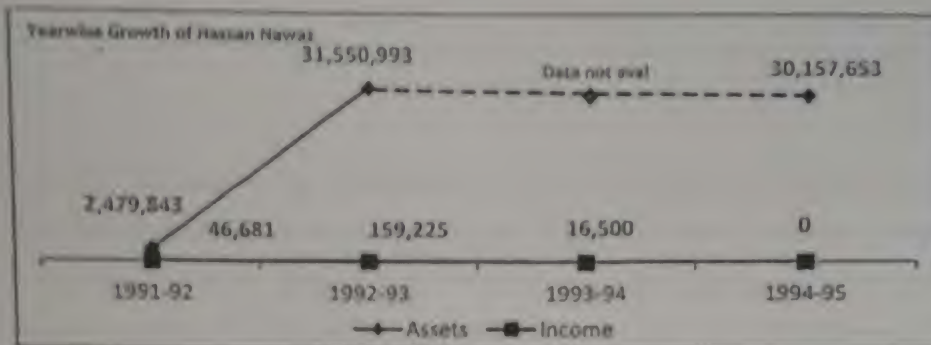 Yearwise Growth of Hassan Nawaz
31,550,993
Data not aval
30,157,653
2,479,843
46,681
159,225
16,500
0
1991-92
1992-93
1993-94
1994-95
Assets
Income